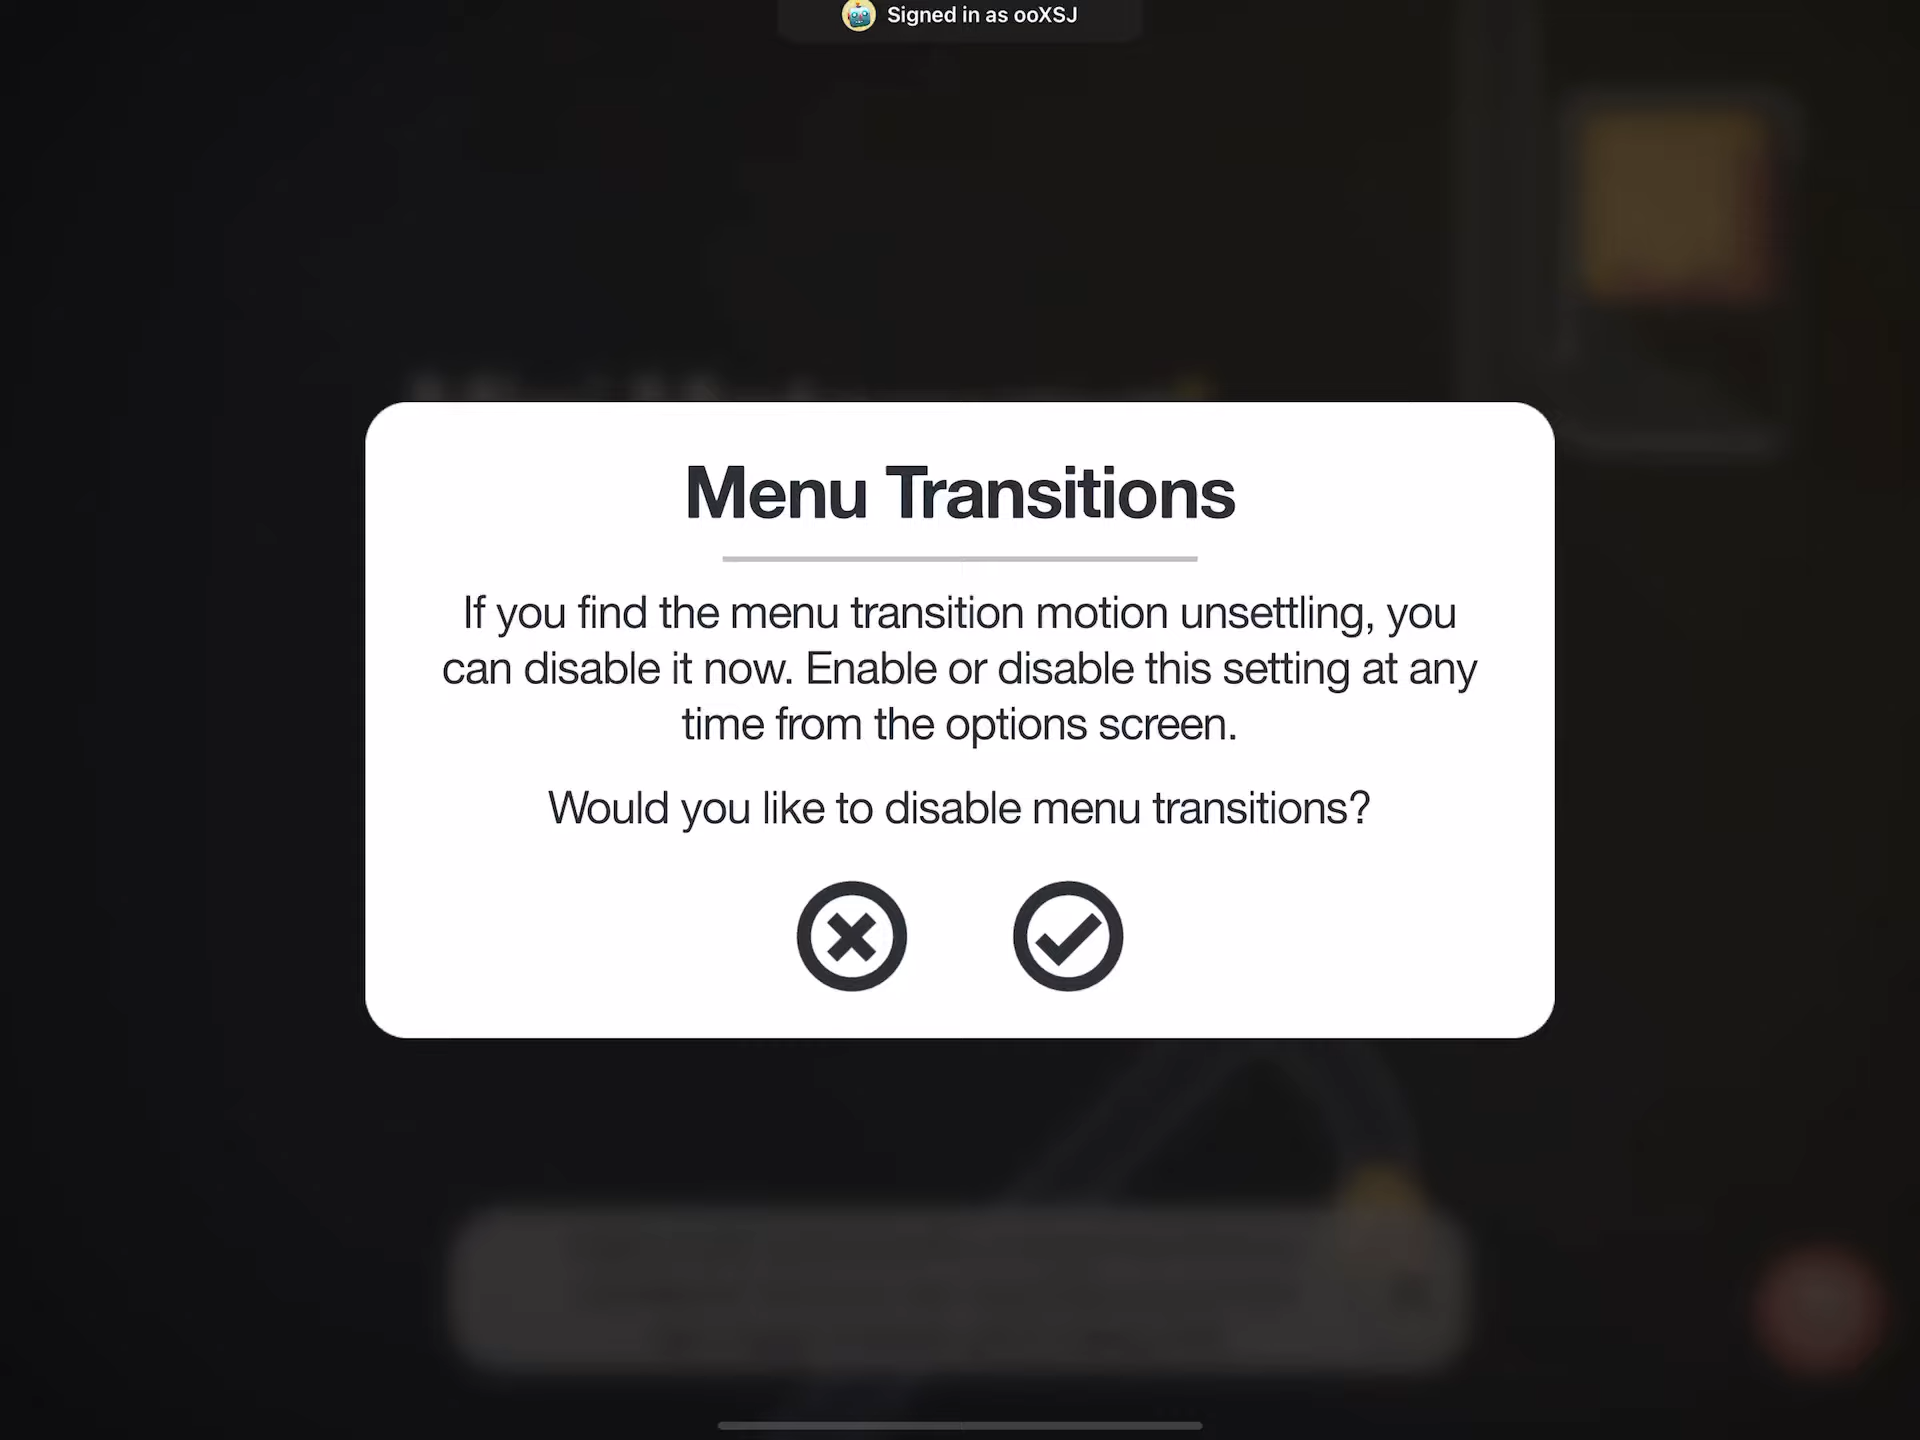 Signed in as ooXSJ
Menu Transitions
If you find the menu transition motion unsettling, you
can disable it now. Enable or disable this setting at any
time from the options screen.
Would you like to disable menu transitions?